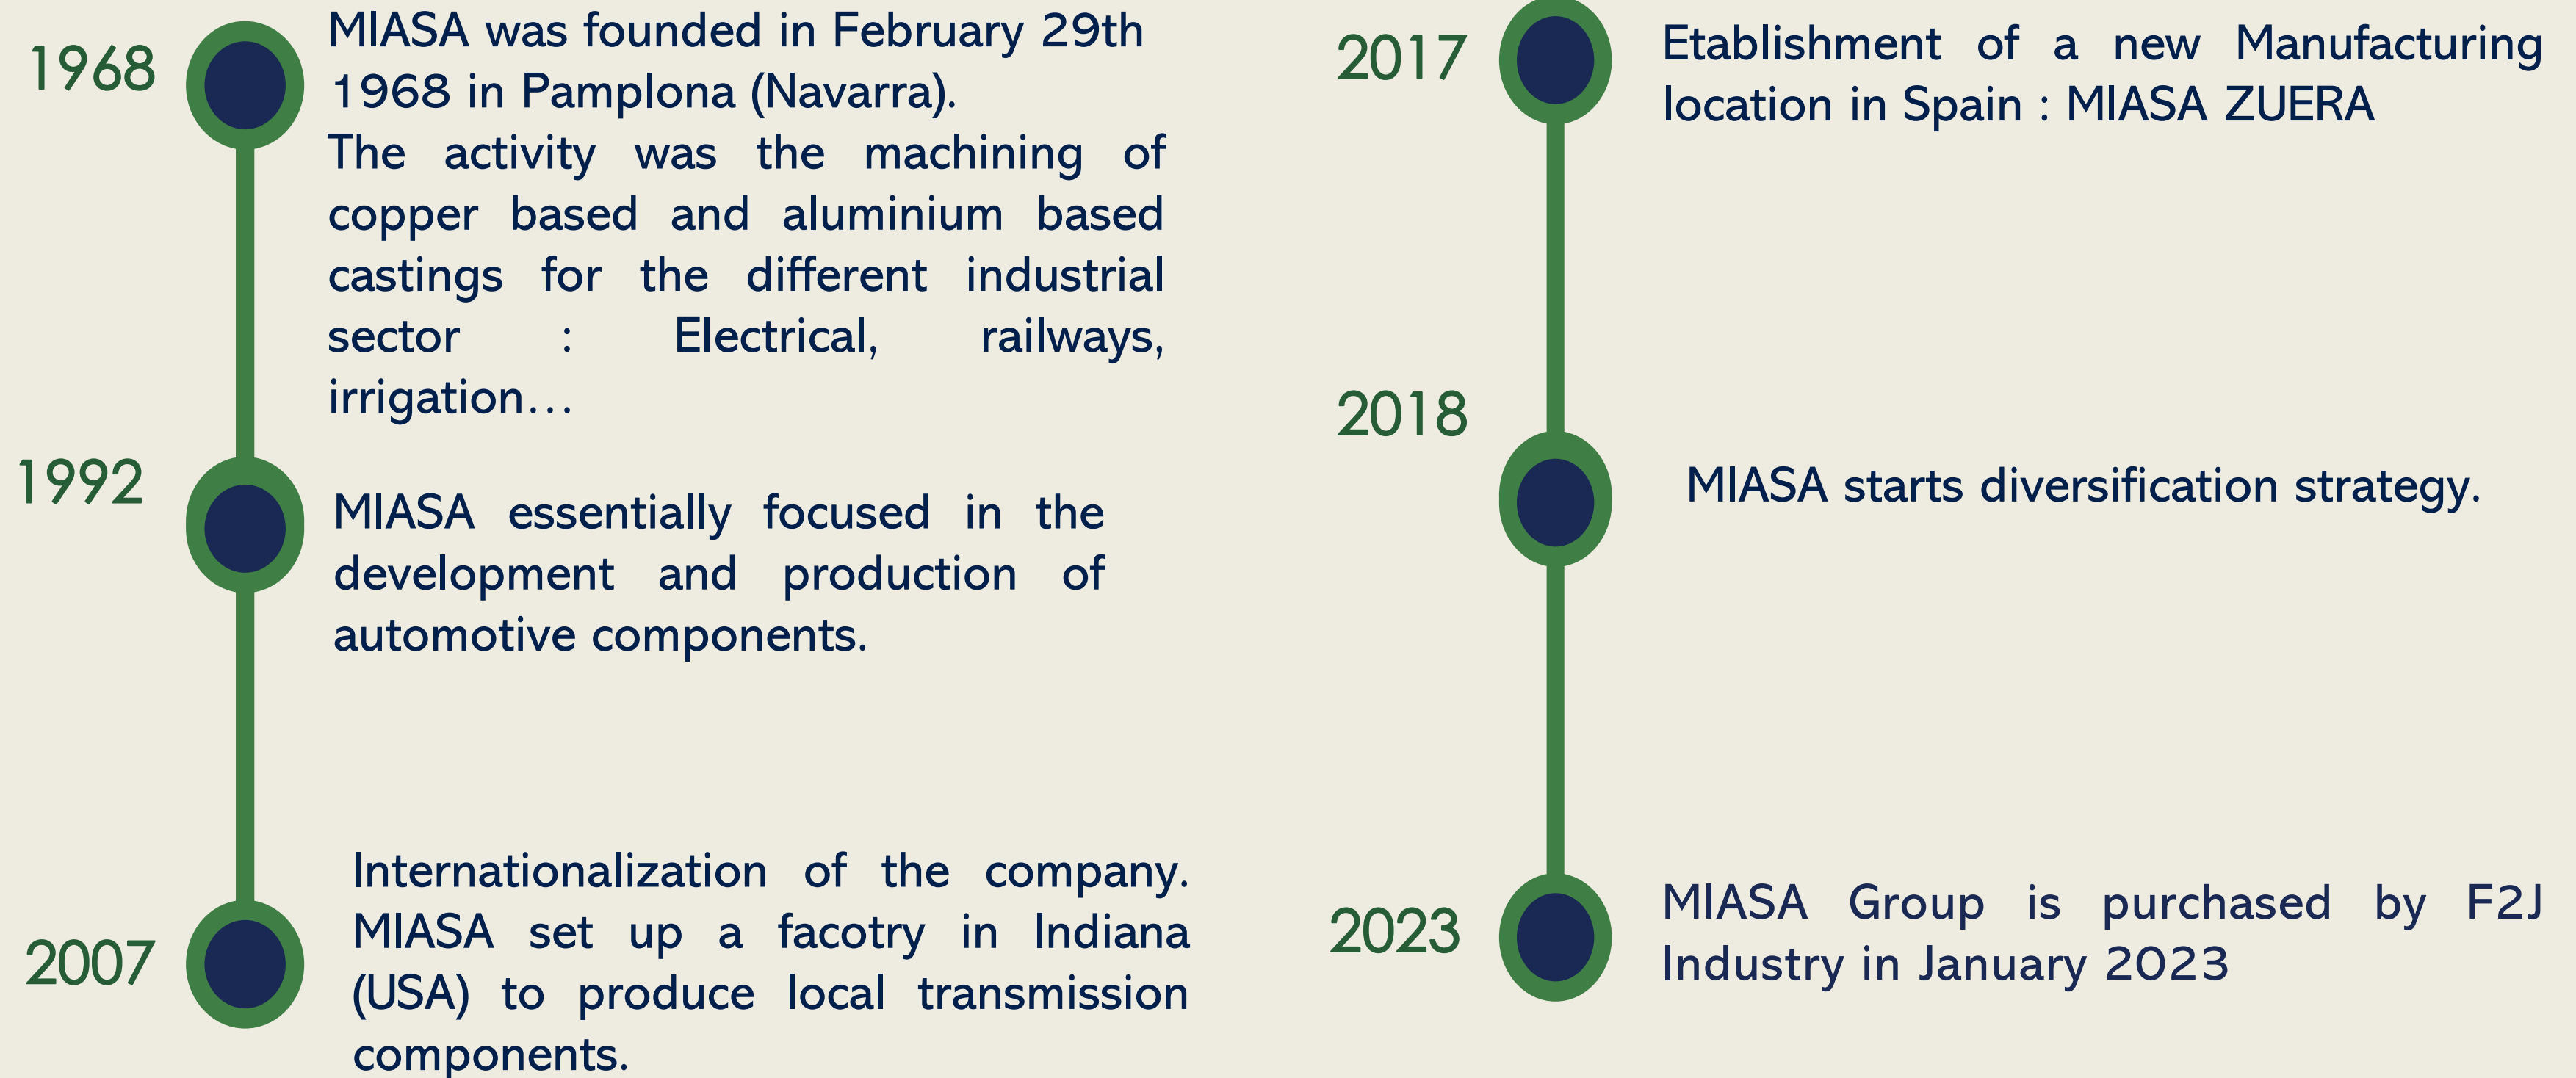 1968
MIASA was founded in February 29th
1968 in Pamplona (Navarra).
The activity was the machining of
copper based and aluminium based
castings for the different industrial
sector : Electrical, railways,
irrigation...
1992
MIASA essentially focused in the
development and production of
automotive components.
2007
Internationalization of the company.
MIASA set up a facotry in Indiana
(USA) to produce local transmission
components.
2017
Etablishment of a new Manufacturing
location in Spain : MIASA ZUERA
2018
MIASA starts diversification strategy.
2023
MIASA Group is purchased by F2J
Industry in January 2023